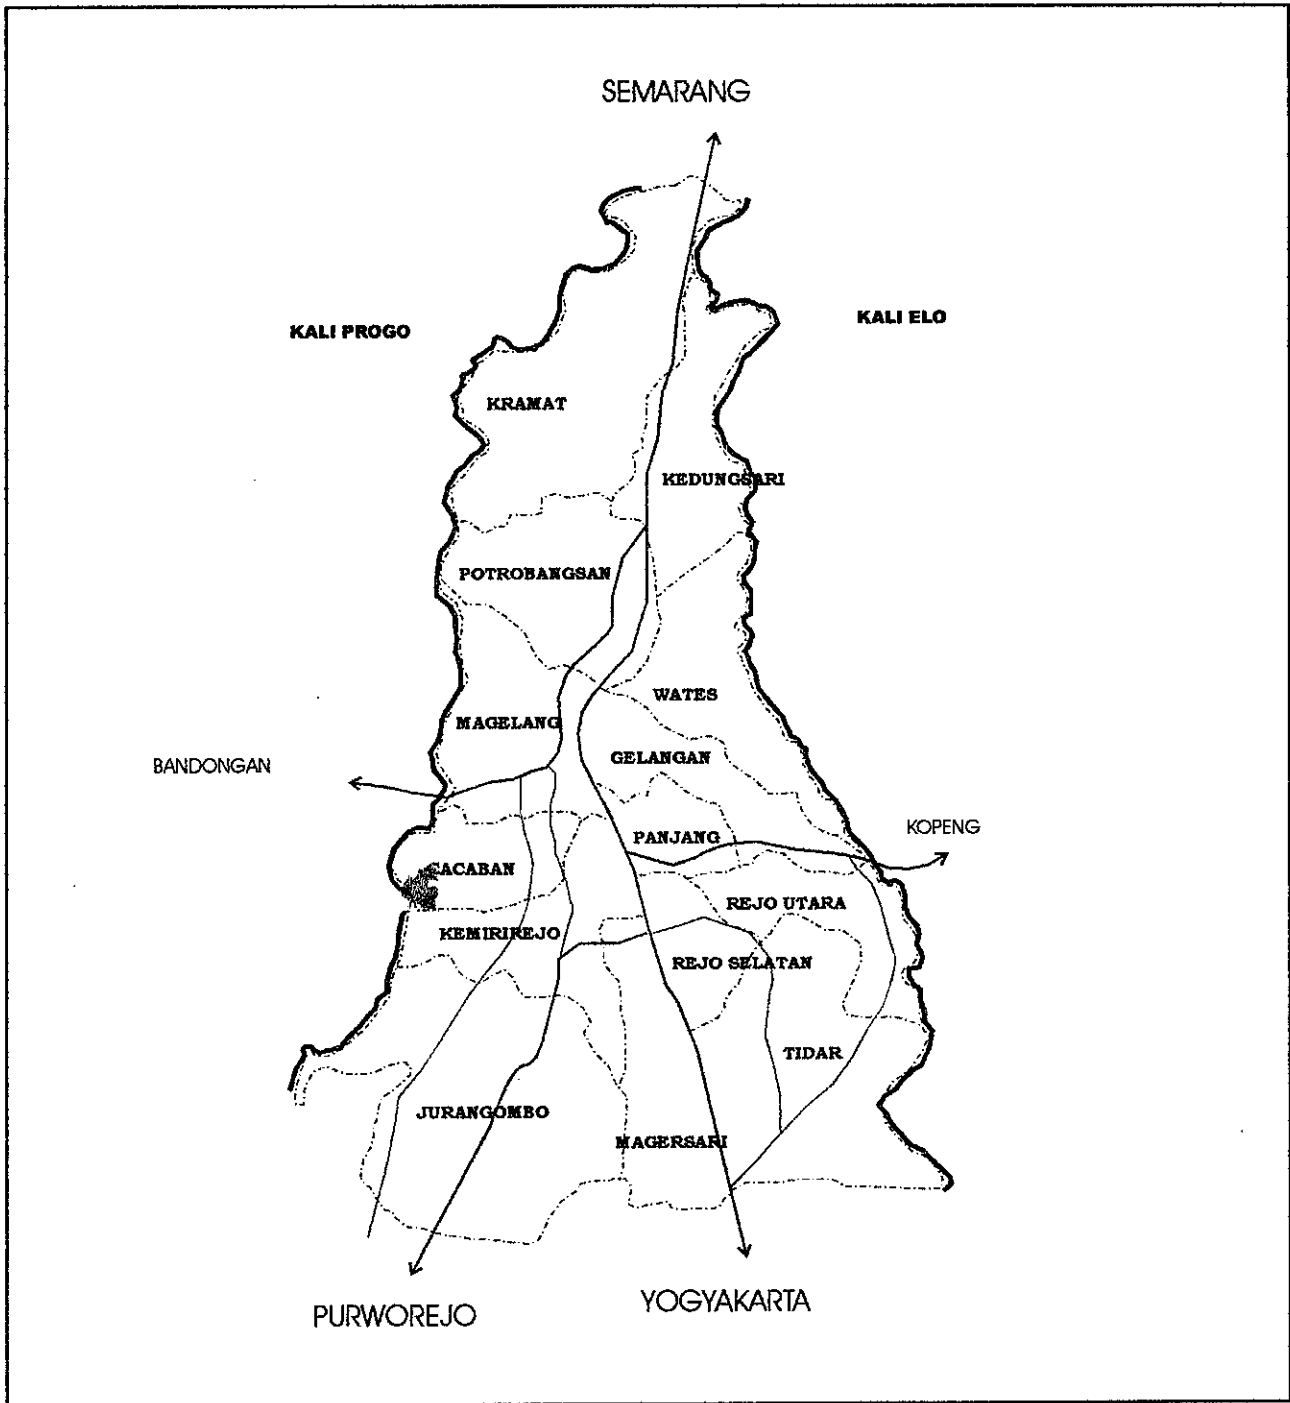 SEMARANG
KALI PROGO
KALI ELO
KRAMAT
KEDUNGSARI
POTROBANGSAN
WATES
MAGELANG
GELANGAN
BANDONGAN
KOPENG
PANJANG
CACABAN
REJO UTARA
KEMIRIREJO
REJO SELATAN
TIDAR
JURANGOMBO
MAGERSARI
YOGYAKARTA
PURWOREJO